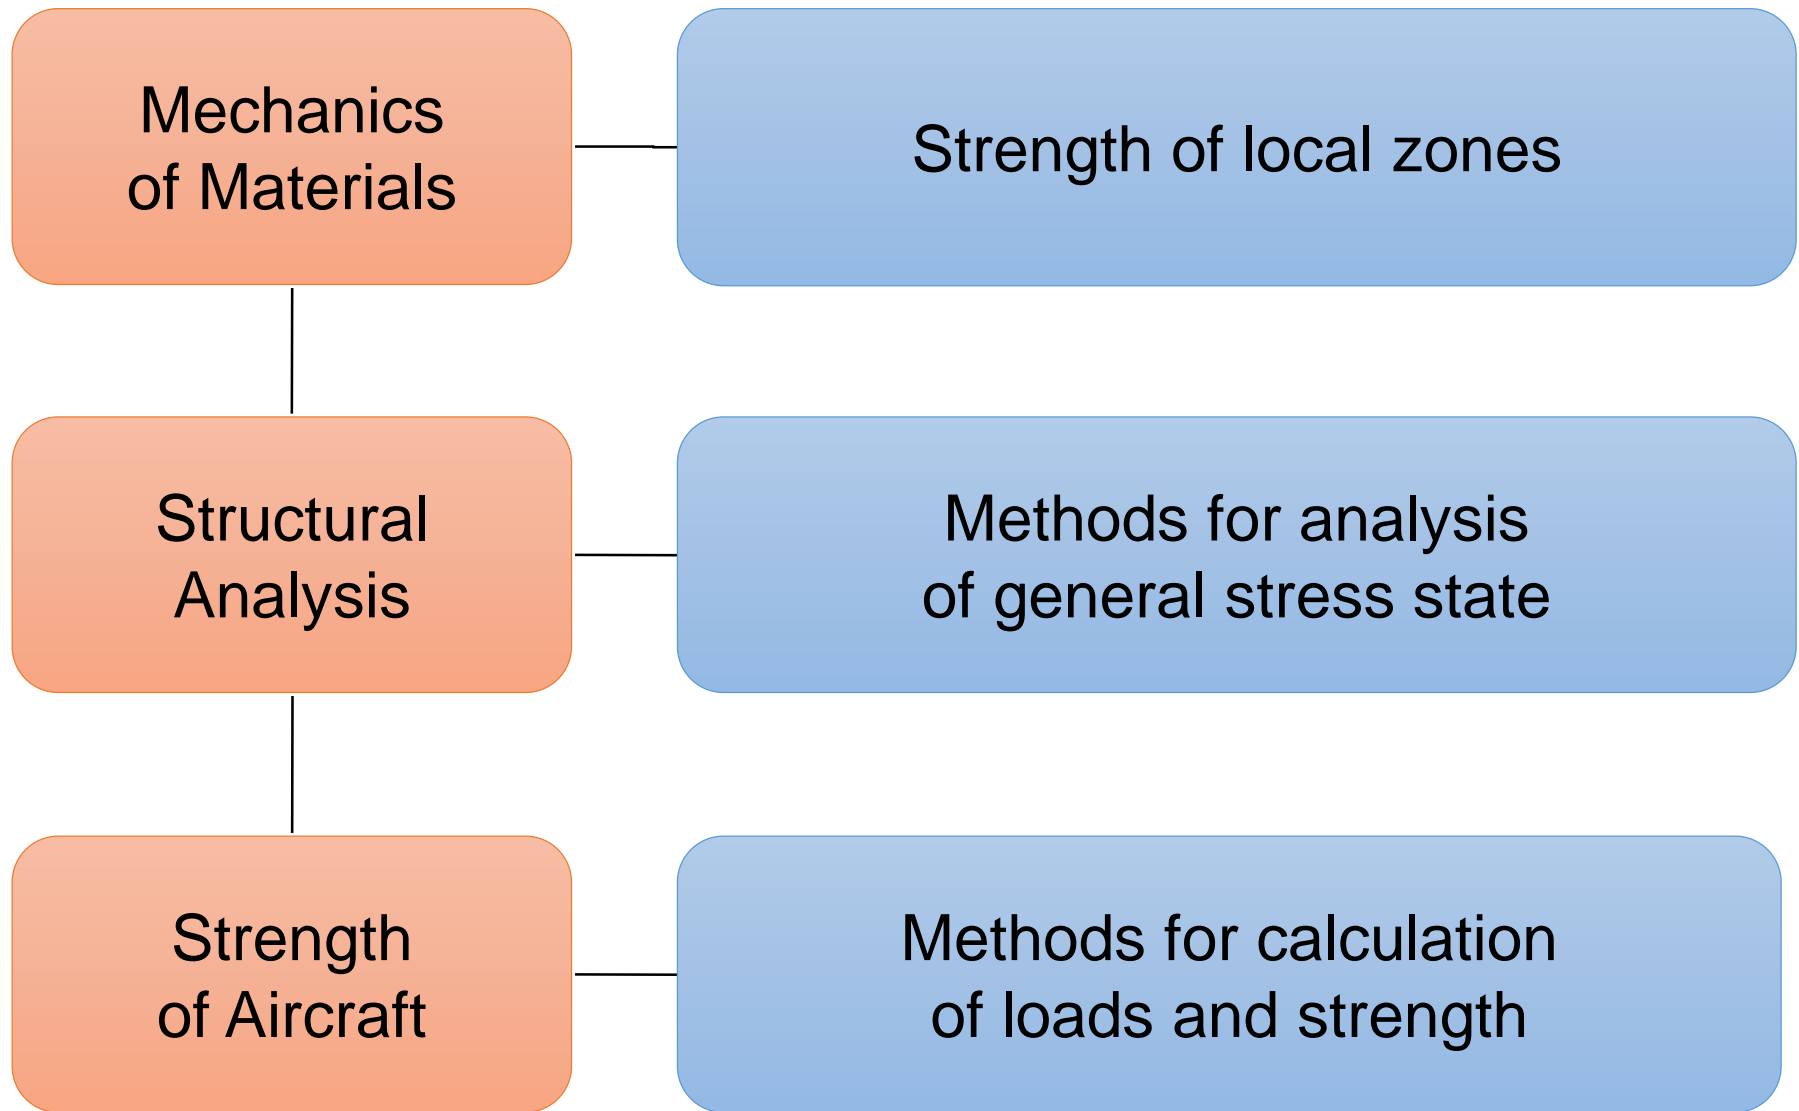 Mechanics
of Materials
Strength of local zones
Structural
Analysis
Methods for analysis
of general stress state
Strength
of Aircraft
Methods for calculation
of loads and strength